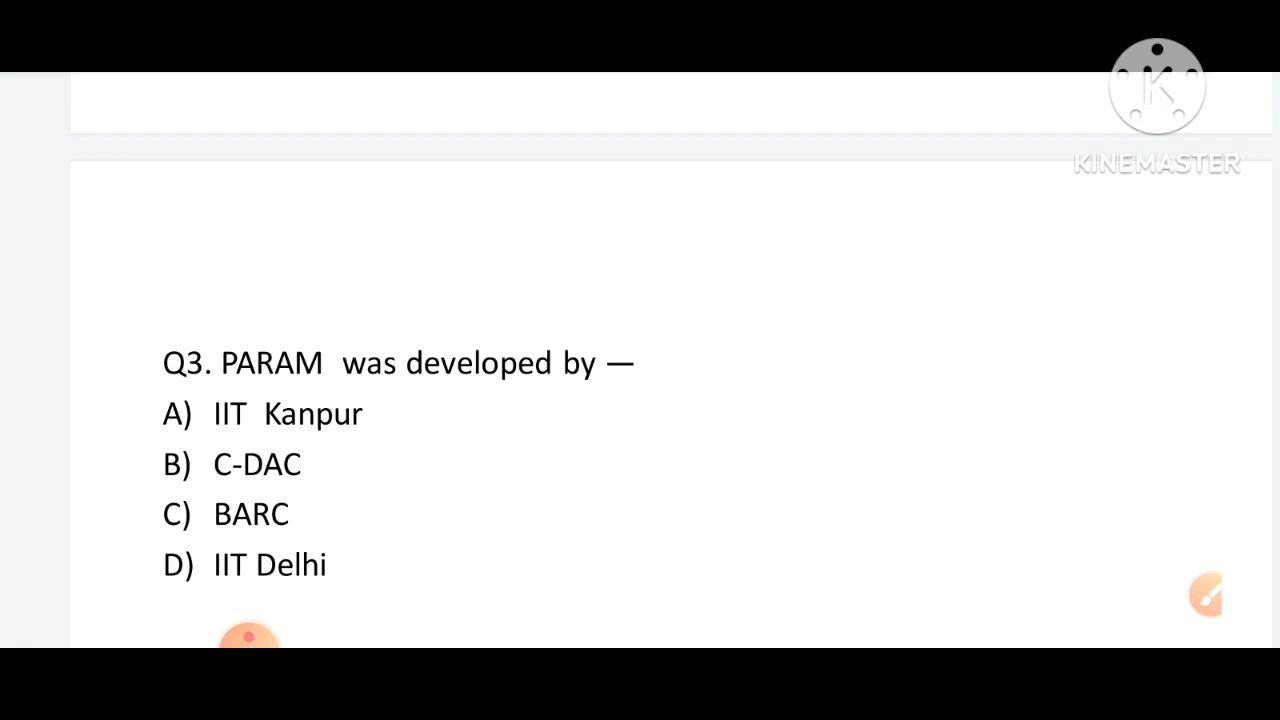 K
KINEMASTER
Q3. PARAM was developed by —
A) IIT Kanpur
B) C-DAC
C) BARC
D) IIT Delhi